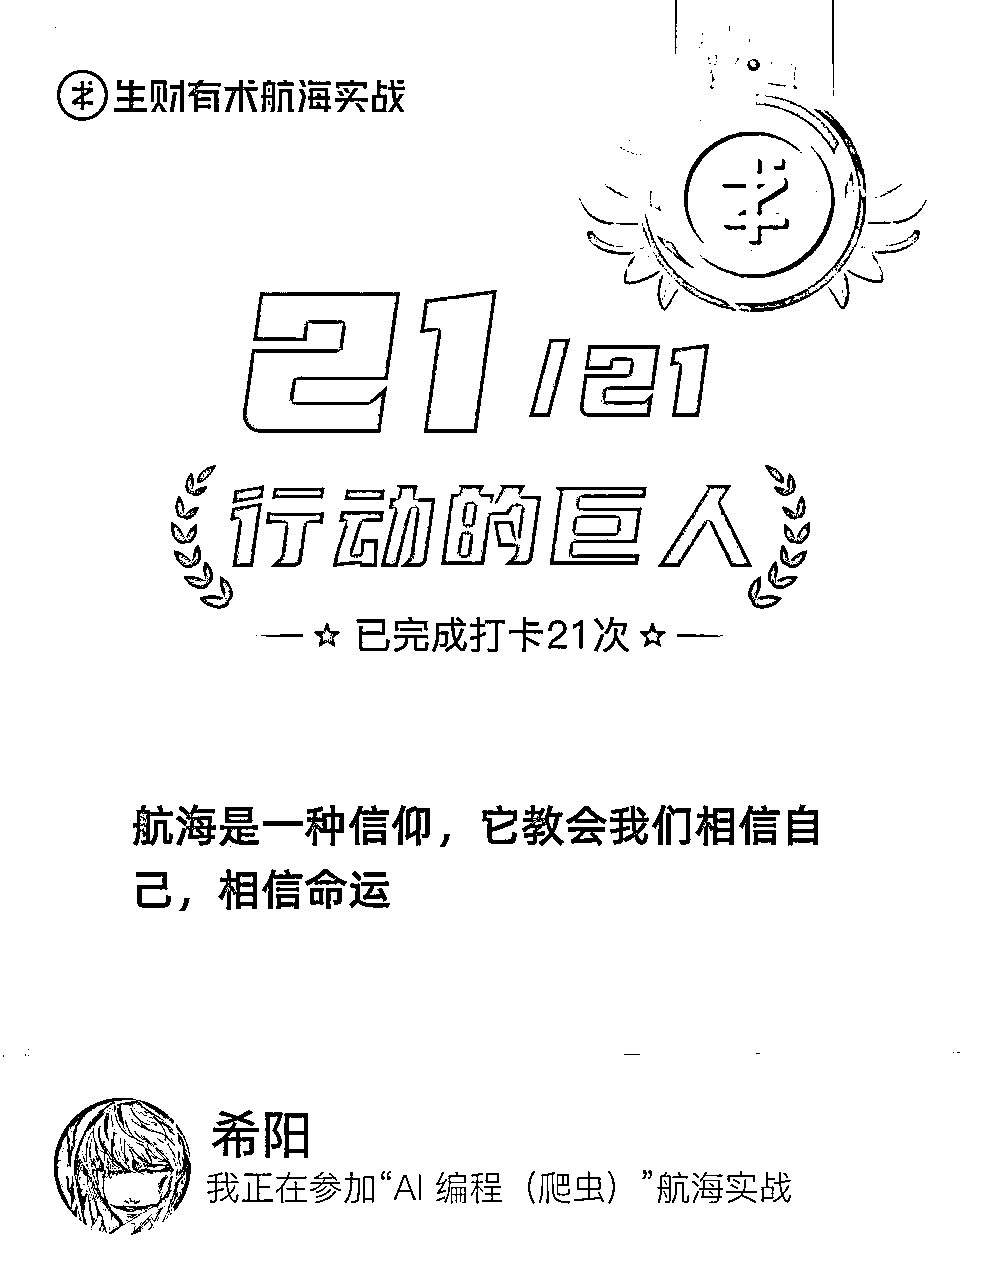 生财有术航海实战
21/21
行动的巨人
已完成打卡21次
航海是一种信仰，它教会我们相信自
己，相信命运
希阳
我正在参加“AI 编程（爬虫）”航海实战